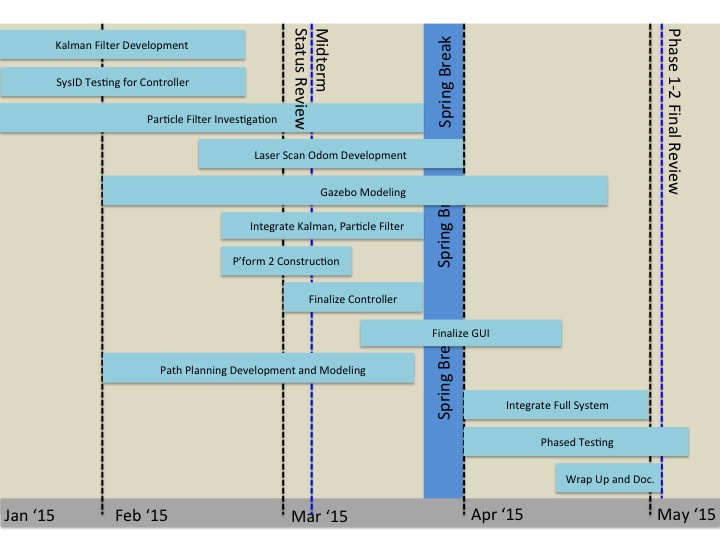 Kalman Filter Development
SysID Testing for Controller
Particle Filter Investigation
Midterm
Status Review
Spring Break
Phase 1-2 Final Review
Laser Scan Odom Development
Gazebo Modeling
Integrate Kalman, Particle Filter
Spring Br
P'form 2 Construction
Finalize Controller
Finalize GUI
Path Planning Development and Modeling
Spring Bre
Integrate Full System
Phased Testing
Wrap Up and Doc.
Jan ‘15
Feb ‘15
Mar ‘15
Apr ‘15
May ‘15